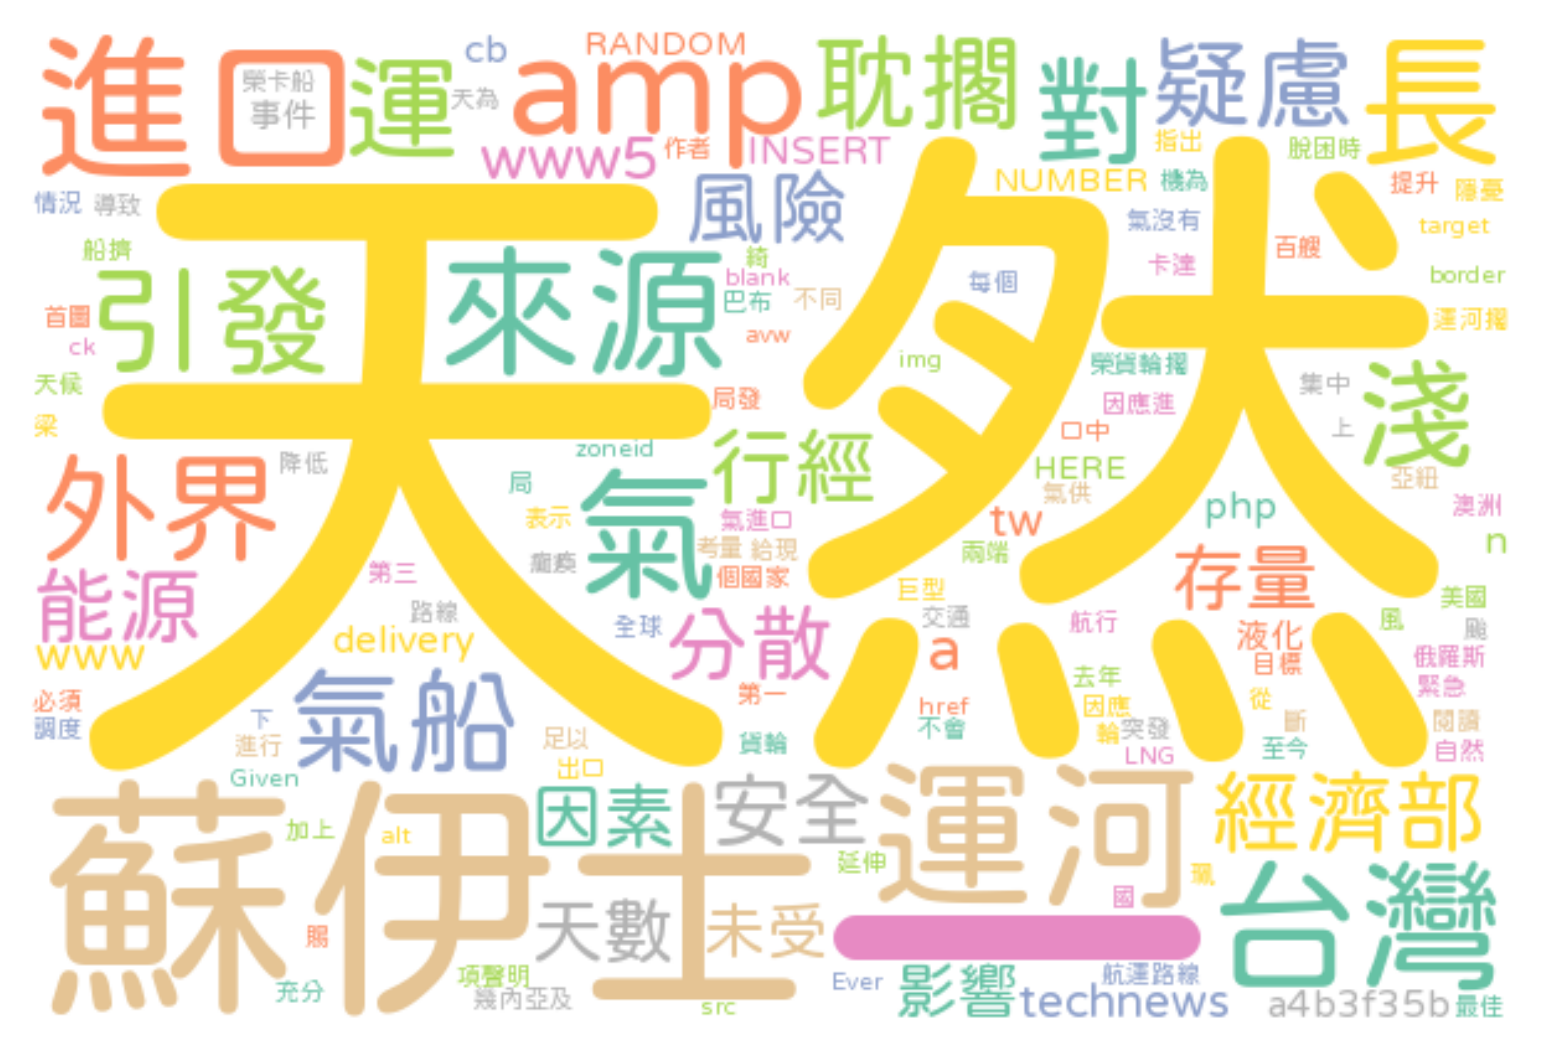 進口
榮卡船
事件
運
cb
天為
RANDOM
amp
www5
作者
INSERT
耽擱
對
疑慮
長
指出
脫困時
NUMBER
機為
提升
隱憂
情況
導致
風險
氣沒有
target
船擠
引發
來源
綺
blank
巴布
不同
每個
百艘
卡達
border
首圖
ck
avw
img
運河擱
天候
梁
局發
榮貨輪擱
集中
淺
因應進
上
口中
外界
降低
zoneid
行經
HERE
亞紐
局
氣
表示
氣進口
氣供
tw
php
澳洲
n
癱瘓
考量
給現
兩端
個國家
存量
能源
第三
巨型
美國
路線
全球
分散
交通
航行
風
颱
www
delivery
a
液化
目標
俄羅斯
緊急
天然
必須
調度
第一
去年
href
因應
從
不會
輪
突發
斷
閱讀
下
進行
氣船
足以
貨輪
LNG
至今
自然
Given
出口
蘇伊士
運河
加上
alt
因素
安全
經濟部
延伸
珮
國
台灣
賜
天數
未受
一
項聲明
充分
幾內亞及
src
Ever
影響
航運路線
technews
a4b3f35b
最佳